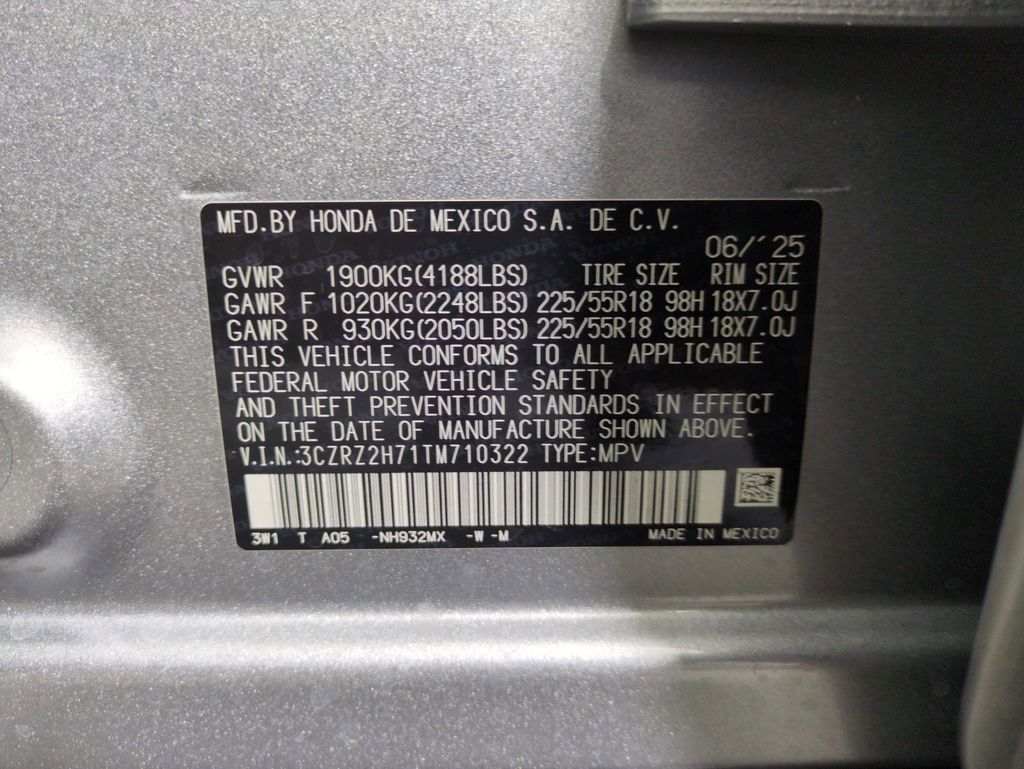 MFD.BY HONDA DE MEXICO S.A. DE C.V.
06/´25
GVWR 1900KG(4188LBS) TIRE SIZE RIM SIZE
GAWR F 1020KG(2248LBS) 225/55R18 98H 18X7.0J
GAWR R 930KG(2050LBS) 225/55R18 98H 18X7.0J
THIS VEHICLE CONFORMS TO ALL APPLICABLE
FEDERAL MOTOR VEHICLE SAFETY
AND THEFT PREVENTION STANDARDS IN EFFECT
ON THE DATE OF MANUFACTURE SHOWN ABOVE.
V.I.N.:3CZRZ2H71TM710322 TYPE:MPV
3W1 T A05 -NH932MX -W -M MADE IN MEXICO